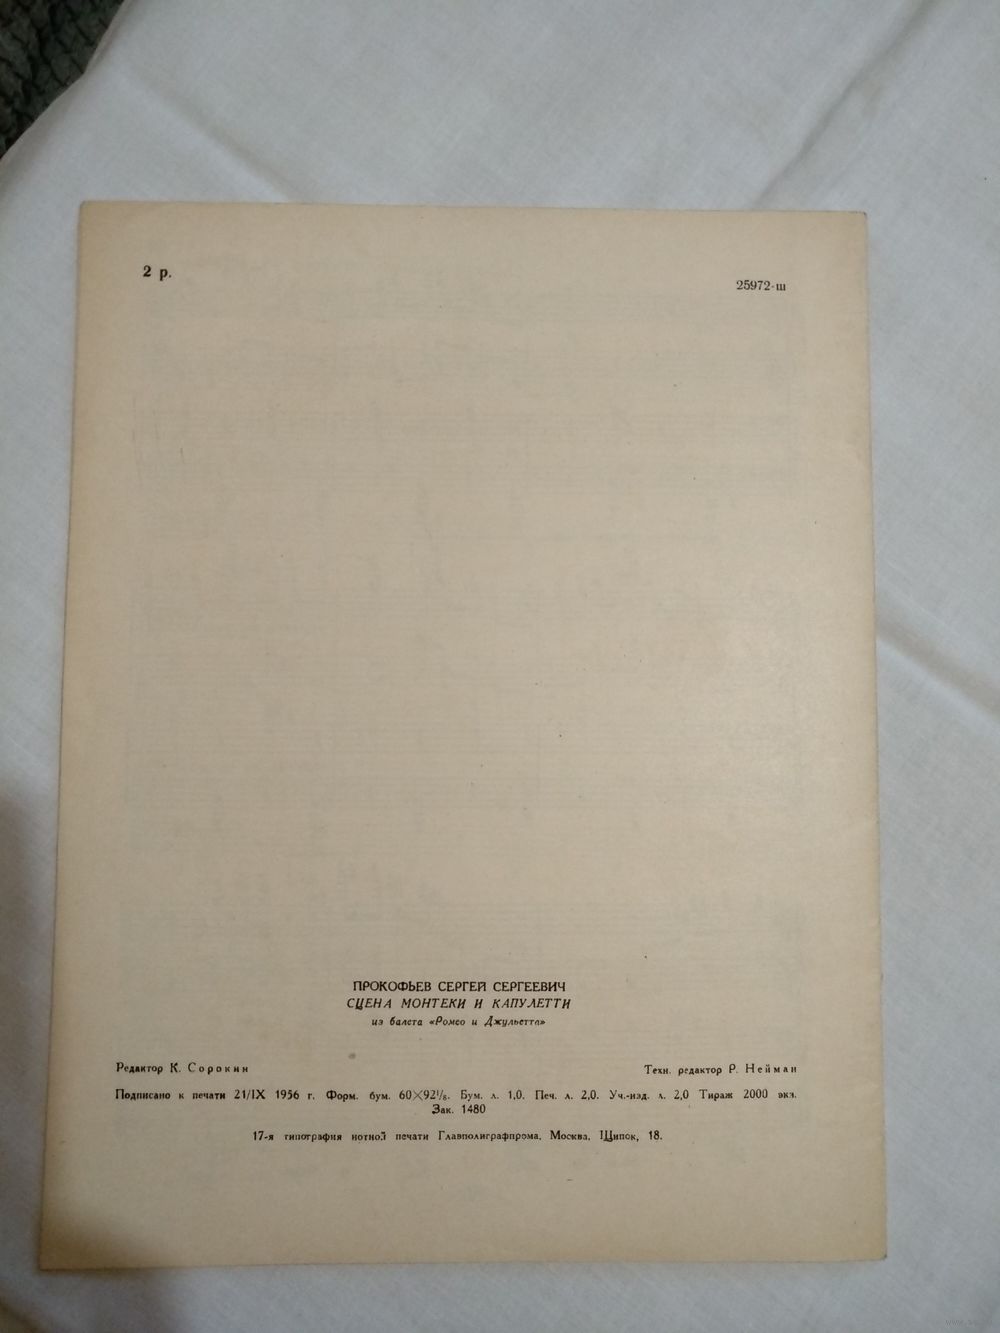 2 р.
25972-ш
ПРОКОФЬЕВ СЕРГЕЙ СЕРГЕЕВИЧ
СЦЕНА МОНТЕКИ И КАПУЛЕТТИ
из балета «Ромео и Джульетта»
Редактор К. Сорокин
Техн. редактор Р. Нейман
Подписано к печати 21/IX 1956 г. Форм. бум. 60×92⅛. Бум. л. 1,0. Печ. л. 2,0. Уч.-изд. л. 2,0 Тираж 2000 экз.
Зак. 1480
17-я типография нотной печати Главполиграфпрома, Москва, Щипок, 18.